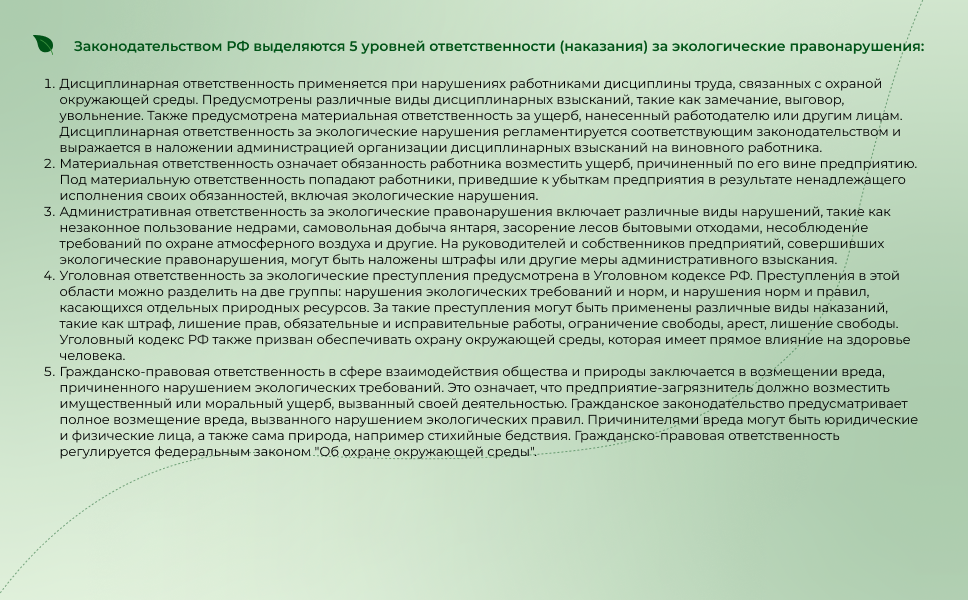 Законодательством РФ выделяются 5 уровней ответственности (наказания) за экологические правонарушения:
1. Дисциплинарная ответственность применяется при нарушениях работниками дисциплины труда, связанных с охраной
окружающей среды. Предусмотрены различные виды дисциплинарных взысканий, такие как замечание, выговор,
увольнение. Также предусмотрена материальная ответственность за ущерб, нанесенный работодателю или другим лицам.
Дисциплинарная ответственность за экологические нарушения регламентируется соответствующим законодательством и
выражается в наложении администрацией организации дисциплинарных взысканий на виновного работника.
2. Материальная ответственность означает обязанность работника возместить ущерб, причиненный по его вине предприятию.
Под материальную ответственность попадают работники, приведшие к убыткам предприятия в результате ненадлежащего
исполнения своих обязанностей, включая экологические нарушения.
3. Административная ответственность за экологические правонарушения включает различные виды нарушений, такие как
незаконное пользование недрами, самовольная добыча янтаря, засорение лесов бытовыми отходами, несоблюдение
требований по охране атмосферного воздуха и другие. На руководителей и собственников предприятий, совершивших
экологические правонарушения, могут быть наложены штрафы или другие меры административного взыскания.
4. Уголовная ответственность за экологические преступления предусмотрена в Уголовном кодексе РФ. Преступления в этой
области можно разделить на две группы: нарушения экологических требований и норм, и нарушения норм и правил,
касающихся отдельных природных ресурсов. За такие преступления могут быть применены различные виды наказаний,
такие как штраф, лишение прав, обязательные и исправительные работы, ограничение свободы, арест, лишение свободы.
Уголовный кодекс РФ также призван обеспечивать охрану окружающей среды, которая имеет прямое влияние на здоровье
человека.
5. Гражданско-правовая ответственность в сфере взаимодействия общества и природы заключается в возмещении вреда,
причиненного нарушением экологических требований. Это означает, что предприятие-загрязнитель должно возместить
имущественный или моральный ущерб, вызванный своей деятельностью. Гражданское законодательство предусматривает
полное возмещение вреда, вызванного нарушением экологических правил. Причинителями вреда могут быть юридические
и физические лица, а также сама природа, например стихийные бедствия. Гражданско-правовая ответственность
регулируется федеральным законом "Об охране окружающей среды".